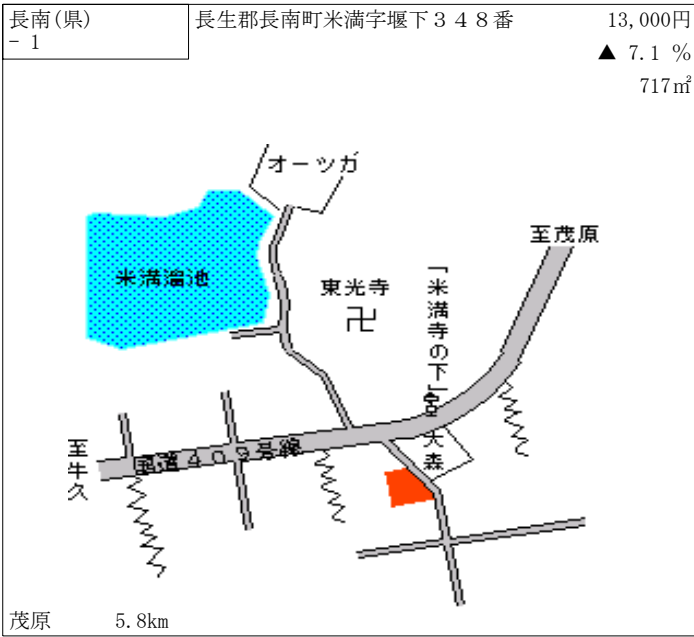 長南(県)
- 1
長生郡長南町米満字堰下３４８番
13,000円
▲ 7.1 %
717㎡
オーツカ
至茂原
米満溜池
東光寺
卍
「米満寺の下」
大森
国道４０９号線
至牛久
茂原 5.8km